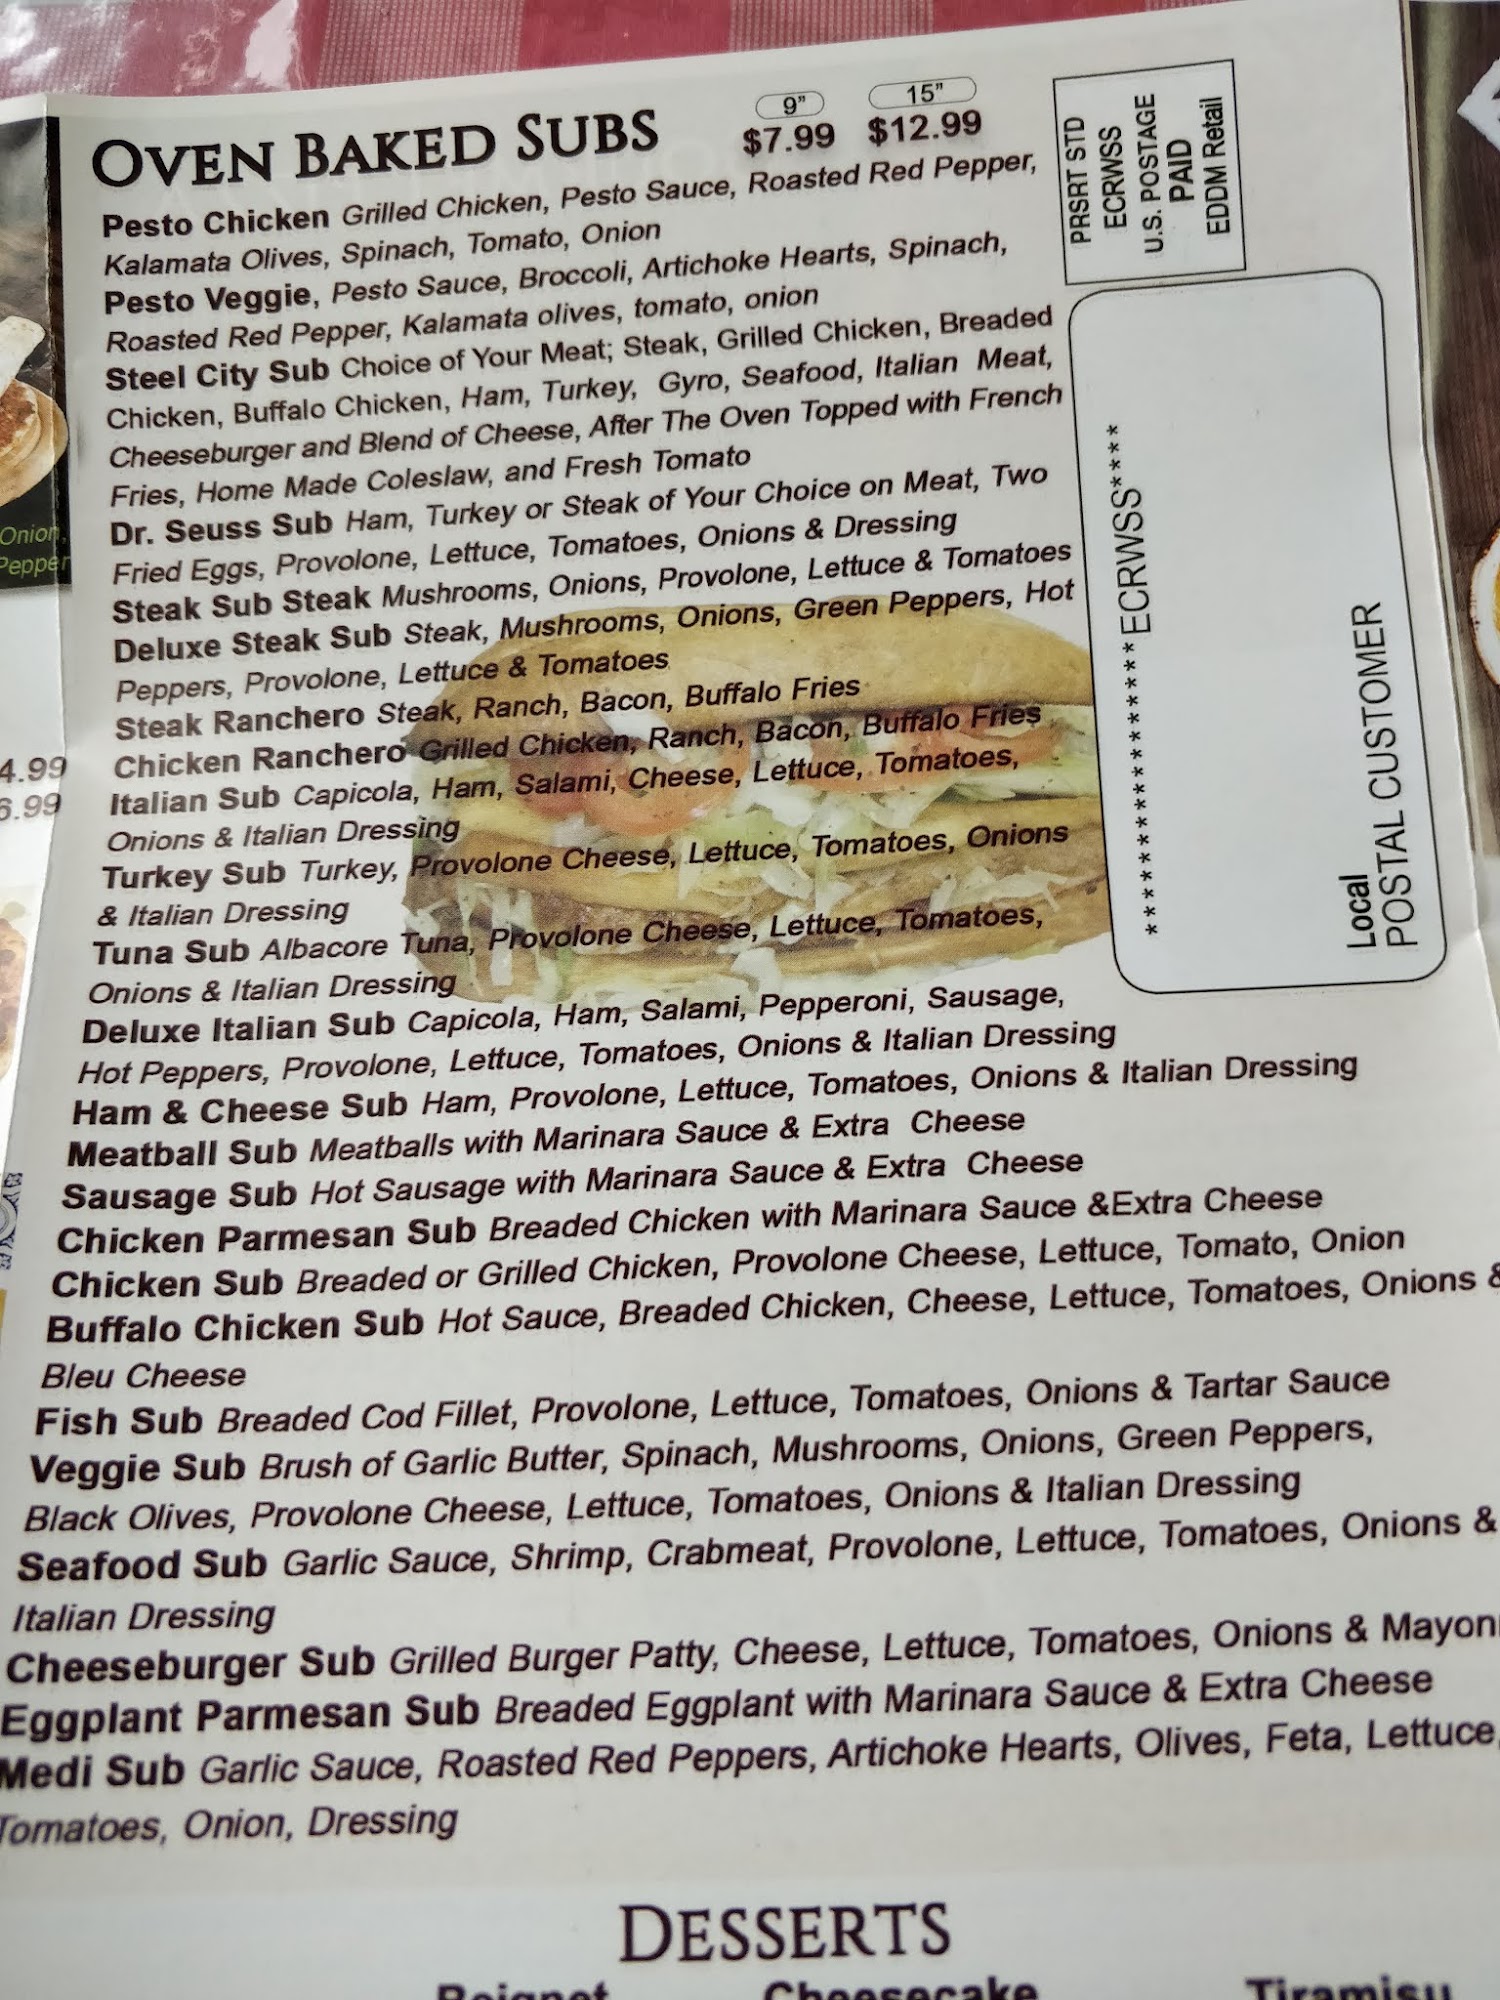 OVEN BAKED SUBS
9" 15"
$7.99 $12.99
Pesto Chicken Grilled Chicken, Pesto Sauce, Roasted Red Pepper,
Kalamata Olives, Spinach, Tomato, Onion
Pesto Veggie, Pesto Sauce, Broccoli, Artichoke Hearts, Spinach,
Roasted Red Pepper, Kalamata olives, tomato, onion
Steel City Sub Choice of Your Meat; Steak, Grilled Chicken, Breaded
Chicken, Buffalo Chicken, Ham, Turkey, Gyro, Seafood, Italian Meat,
Cheeseburger and Blend of Cheese, After The Oven Topped with French
Fries, Home Made Coleslaw, and Fresh Tomato
Dr. Seuss Sub Ham, Turkey or Steak of Your Choice on Meat, Two
Fried Eggs, Provolone, Lettuce, Tomatoes, Onions & Dressing
Steak Sub Steak Mushrooms, Onions, Provolone, Lettuce & Tomatoes
Deluxe Steak Sub Steak, Mushrooms, Onions, Green Peppers, Hot
Peppers, Provolone, Lettuce & Tomatoes
Steak Ranchero Steak, Ranch, Bacon, Buffalo Fries
Chicken Ranchero Grilled Chicken, Ranch, Bacon, Buffalo Fries
Italian Sub Capicola, Ham, Salami, Cheese, Lettuce, Tomatoes,
Onions & Italian Dressing
Turkey Sub Turkey, Provolone Cheese, Lettuce, Tomatoes, Onions
& Italian Dressing
Tuna Sub Albacore Tuna, Provolone Cheese, Lettuce, Tomatoes,
Onions & Italian Dressing
Deluxe Italian Sub Capicola, Ham, Salami, Pepperoni, Sausage,
Hot Peppers, Provolone, Lettuce, Tomatoes, Onions & Italian Dressing
Ham & Cheese Sub Ham, Provolone, Lettuce, Tomatoes, Onions & Italian Dressing
Meatball Sub Meatballs with Marinara Sauce & Extra Cheese
Sausage Sub Hot Sausage with Marinara Sauce & Extra Cheese
Chicken Parmesan Sub Breaded Chicken with Marinara Sauce &Extra Cheese
Chicken Sub Breaded or Grilled Chicken, Provolone Cheese, Lettuce, Tomato, Onion
Buffalo Chicken Sub Hot Sauce, Breaded Chicken, Cheese, Lettuce, Tomatoes, Onions &
Bleu Cheese
Fish Sub Breaded Cod Fillet, Provolone, Lettuce, Tomatoes, Onions & Tartar Sauce
Veggie Sub Brush of Garlic Butter, Spinach, Mushrooms, Onions, Green Peppers,
Black Olives, Provolone Cheese, Lettuce, Tomatoes, Onions & Italian Dressing
Seafood Sub Garlic Sauce, Shrimp, Crabmeat, Provolone, Lettuce, Tomatoes, Onions &
Italian Dressing
Cheeseburger Sub Grilled Burger Patty, Cheese, Lettuce, Tomatoes, Onions & Mayon
Eggplant Parmesan Sub Breaded Eggplant with Marinara Sauce & Extra Cheese
Medi Sub Garlic Sauce, Roasted Red Peppers, Artichoke Hearts, Olives, Feta, Lettuce,
Tomatoes, Onion, Dressing
DESSERTS
Beignet Cheesecake Tiramisu
PRSRT STD
ECRWSS
U.S. POSTAGE
PAID
EDDM Retail
*****************ECRWSS****
Local
POSTAL CUSTOMER
Onion,
Pepper
4.99
6.99